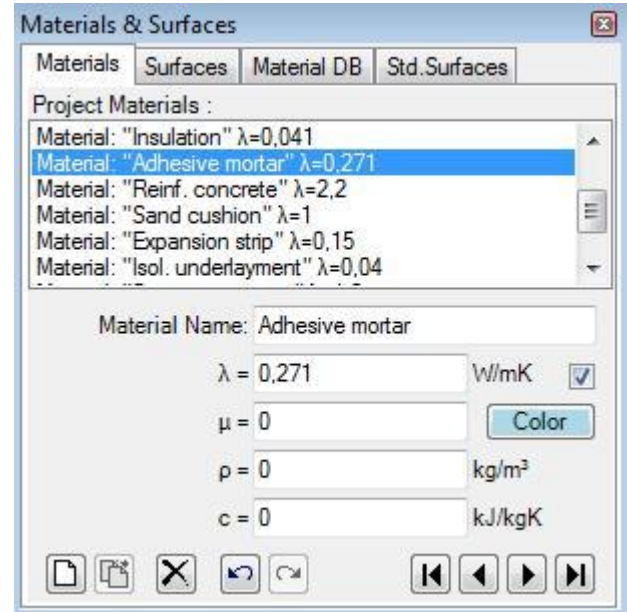 Materials & Surfaces
Materials Surfaces Material DB Std.Surfaces
Project Materials :
Material: "Insulation" λ=0,041
Material: "Adhesive mortar" λ=0,271
Material: "Reinf. concrete" λ=2,2
Material: "Sand cushion" λ=1
Material: "Expansion strip" λ=0,15
Material: "Isol. underlayment" λ=0,04
Material Name: Adhesive mortar
λ = 0,271 W/mK
μ = 0 Color
ρ = 0 kg/m³
c = 0 kJ/kgK